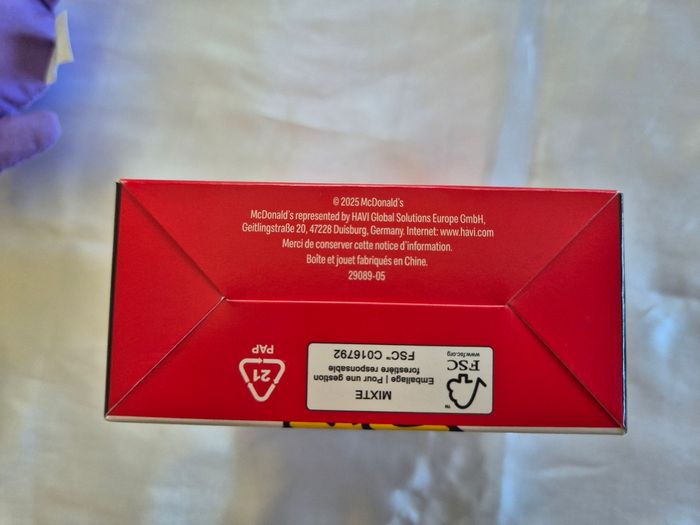 © 2025 McDonald's
McDonald's represented by HAVI Global Solutions Europe GmbH,
Geitlingstraße 20, 47228 Duisburg, Germany. Internet: www.havi.com
Merci de conserver cette notice d'information.
Boîte et jouet fabriqués en Chine.
29089-05
FSC
www.fsc.org
MIXTE
Emballage | Pour une gestion
forestière responsable
FSC™ C016792
21
PAP